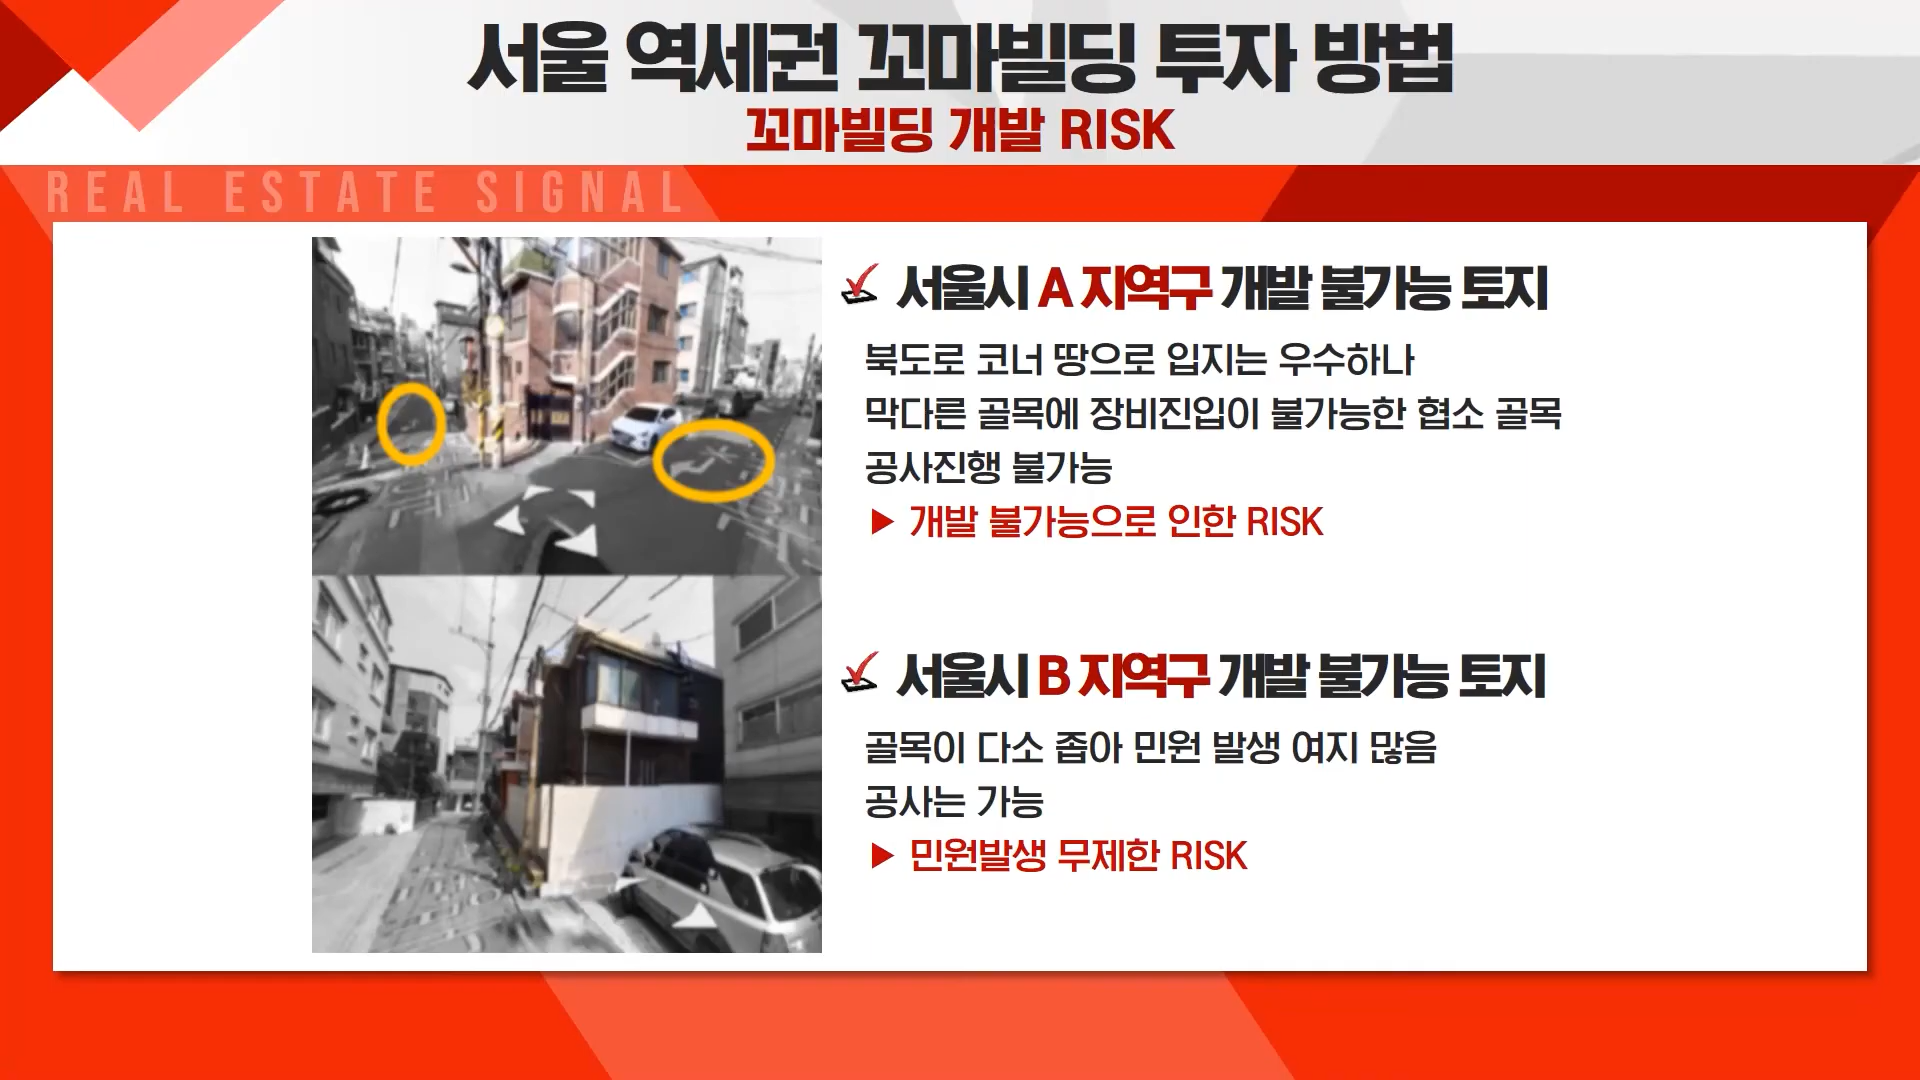 서울 역세권 꼬마빌딩 투자 방법
꼬마빌딩 개발 RISK
REAL ESTATE SIGNAL
서울시 A 지역구 개발 불가능 토지
북도로 코너 땅으로 입지는 우수하나
막다른 골목에 장비진입이 불가능한 협소 골목
공사진행 불가능
▶ 개발 불가능으로 인한 RISK
서울시 B 지역구 개발 불가능 토지
골목이 다소 좁아 민원 발생 여지 많음
공사는 가능
▶ 민원발생 무제한 RISK